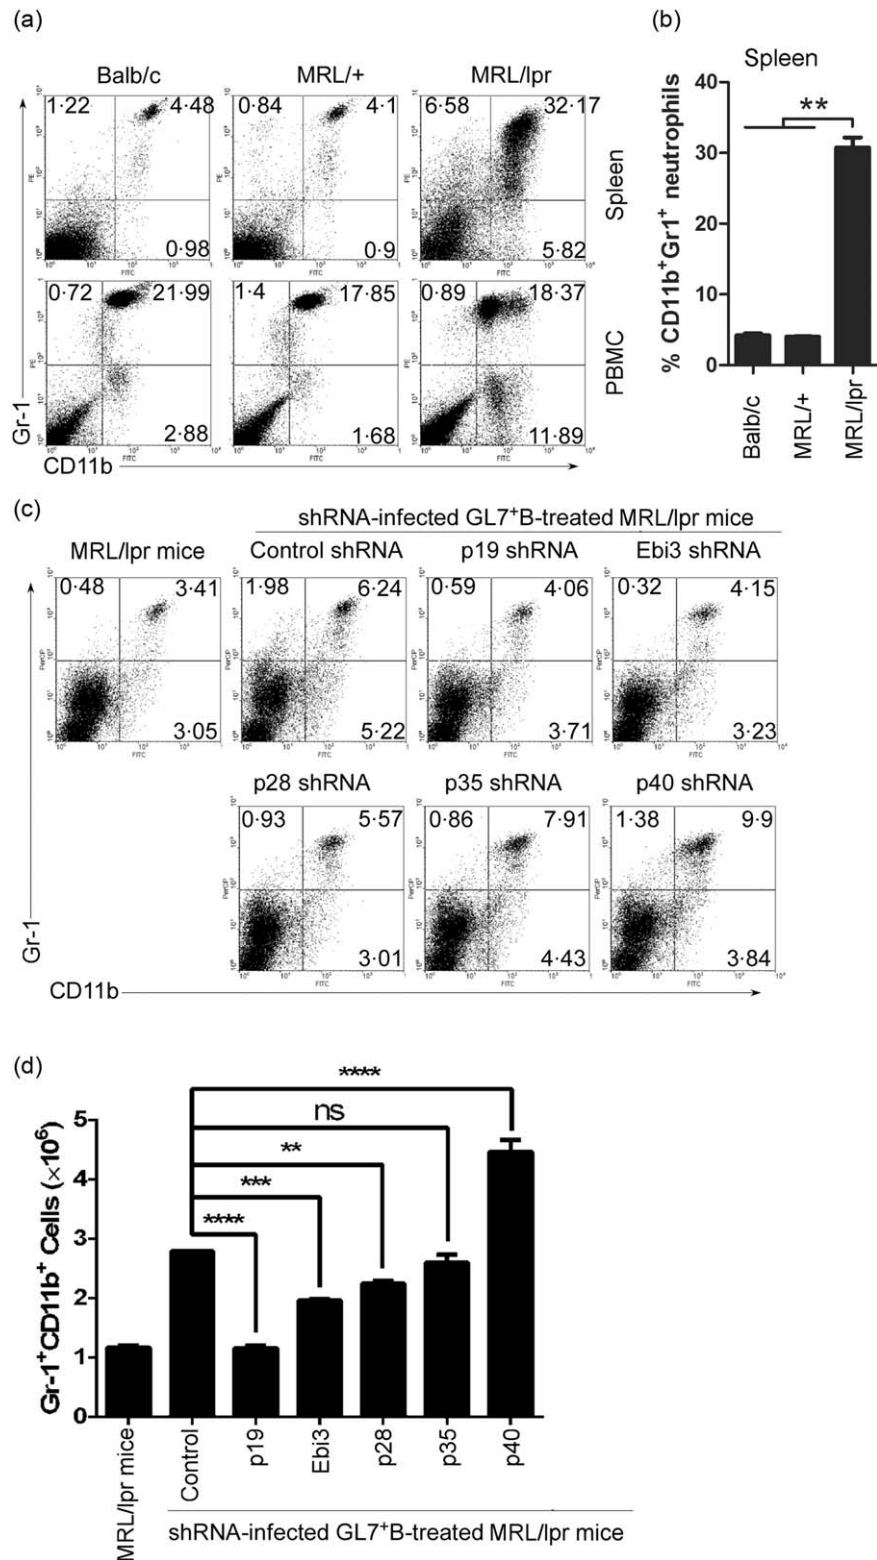 (a)
(b)
Balb/c MRL/+ MRL/lpr
1·22 4·48 0·84 4·1 6·58 32·17
0·98 0·9 5·82
Spleen
0·72 21·99 1·4 17·85 0·89 18·37
2·88 1·68 11·89
PBMC
PE
FITC
Gr-1
CD11b
Spleen
% CD11b+Gr1+ neutrophils
40
30
20
10
0
**
Balb/c
MRL/+
MRL/lpr
(c)
shRNA-infected GL7+B-treated MRL/lpr mice
MRL/lpr mice Control shRNA p19 shRNA Ebi3 shRNA
0·48 3·41 1·98 6·24 0·59 4·06 0·32 4·15
3·05 5·22 3·71 3·23
PerCP
FITC
p28 shRNA p35 shRNA p40 shRNA
0·93 5·57 0·86 7·91 1·38 9·9
3·01 4·43 3·84
Gr-1
CD11b
(d)
Gr-1+CD11b+ Cells (×10⁶)
5
4
3
2
1
0
****
ns
**
***
****
MRL/lpr mice
Control
p19
Ebi3
p28
p35
p40
shRNA-infected GL7+B-treated MRL/lpr mice